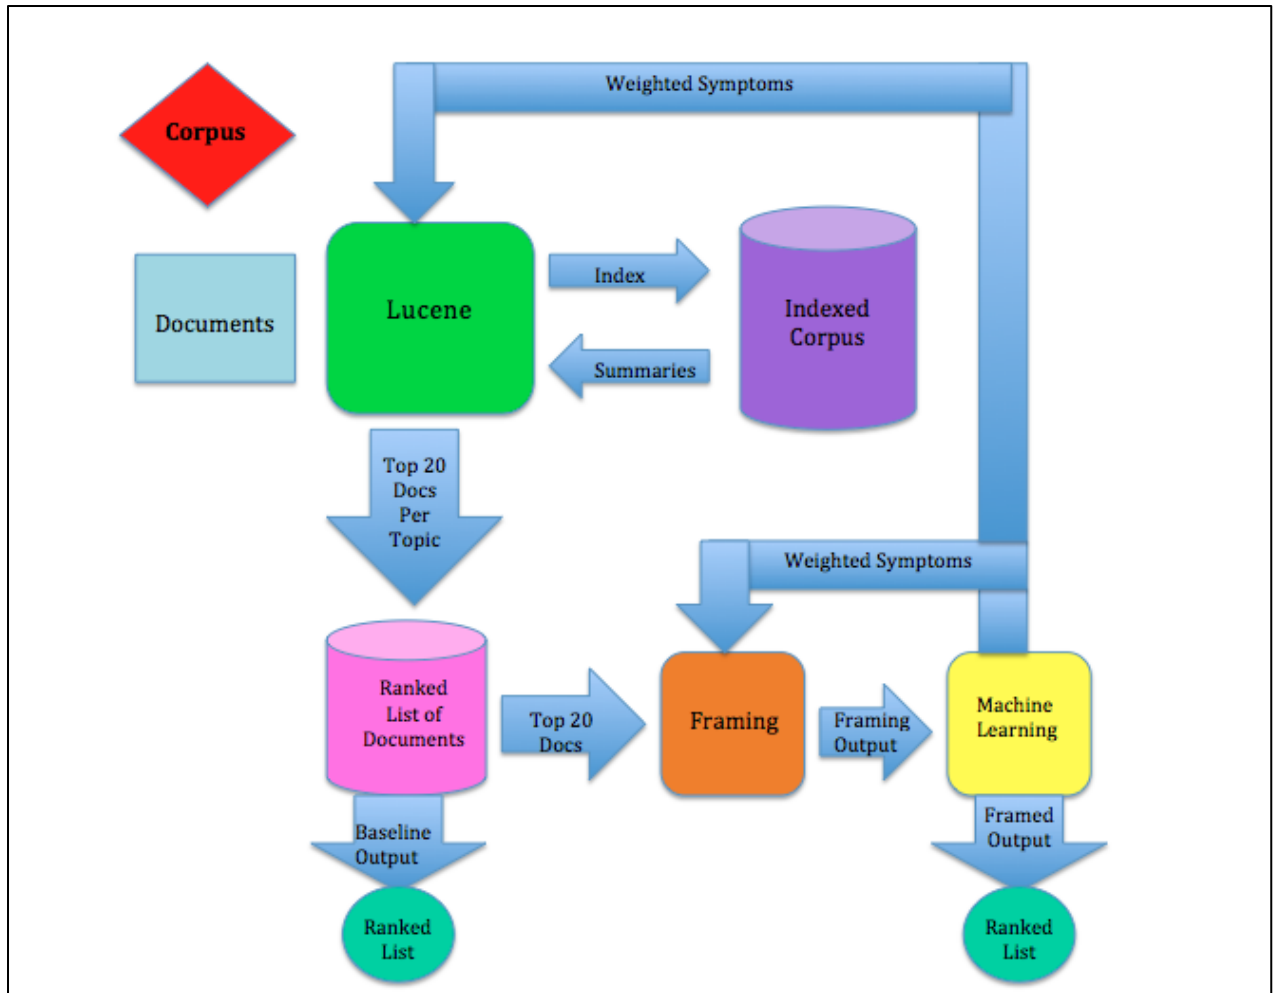 Weighted Symptoms
Corpus
Documents
Lucene
Index
Summaries
Indexed
Corpus
Top 20
Docs
Per
Topic
Weighted Symptoms
Ranked
List of
Documents
Top 20
Docs
Framing
Framing
Output
Machine
Learning
Baseline
Output
Framed
Output
Ranked
List
Ranked
List